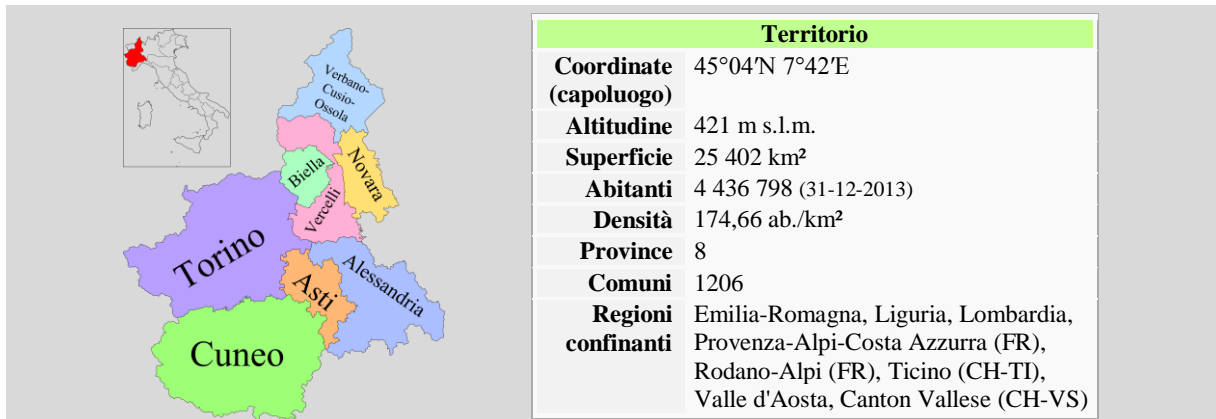 Verbano-
Cusio-
Ossola
Biella
Novara
Vercelli
Torino
Asti
Alessandria
Cuneo
Territorio
Coordinate 45°04′N 7°42′E
(capoluogo)
Altitudine 421 m s.l.m.
Superficie 25 402 km²
Abitanti 4 436 798 (31-12-2013)
Densità 174,66 ab./km²
Province 8
Comuni 1206
Regioni Emilia-Romagna, Liguria, Lombardia,
confinanti Provenza-Alpi-Costa Azzurra (FR),
Rodano-Alpi (FR), Ticino (CH-TI),
Valle d'Aosta, Canton Vallese (CH-VS)